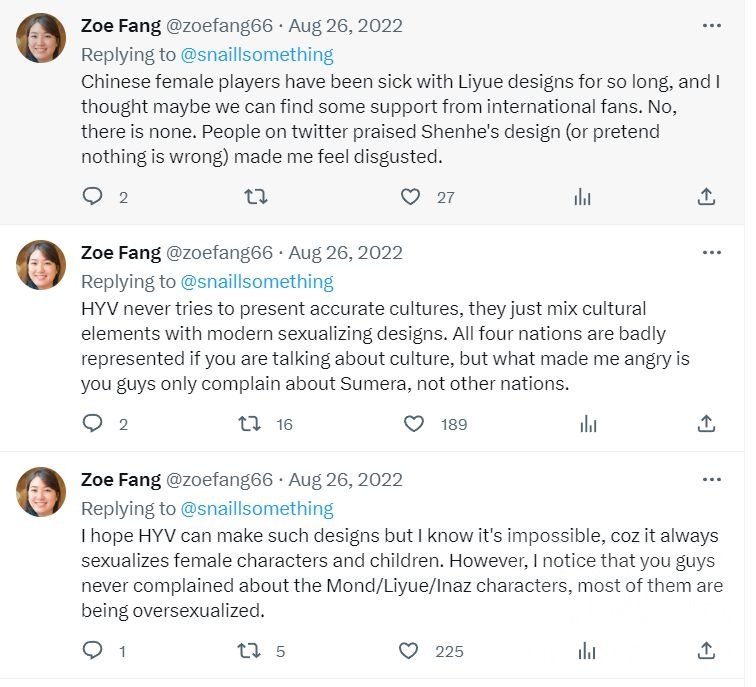 Zoe Fang @zoefang66 · Aug 26, 2022
Replying to @snaillsomething
Chinese female players have been sick with Liyue designs for so long, and I
thought maybe we can find some support from international fans. No,
there is none. People on twitter praised Shenhe's design (or pretend
nothing is wrong) made me feel disgusted.
2 27
Zoe Fang @zoefang66 · Aug 26, 2022
Replying to @snaillsomething
HYV never tries to present accurate cultures, they just mix cultural
elements with modern sexualizing designs. All four nations are badly
represented if you are talking about culture, but what made me angry is
you guys only complain about Sumera, not other nations.
2 16 189
Zoe Fang @zoefang66 · Aug 26, 2022
Replying to @snaillsomething
I hope HYV can make such designs but I know it's impossible, coz it always
sexualizes female characters and children. However, I notice that you guys
never complained about the Mond/Liyue/Inaz characters, most of them are
being oversexualized.
1 5 225